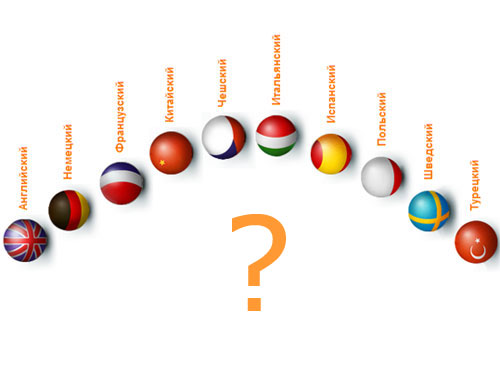 Английский
Немецкий
Французский
Китайский
Чешский
Итальянский
Испанский
Польский
Шведский
Турецкий
?